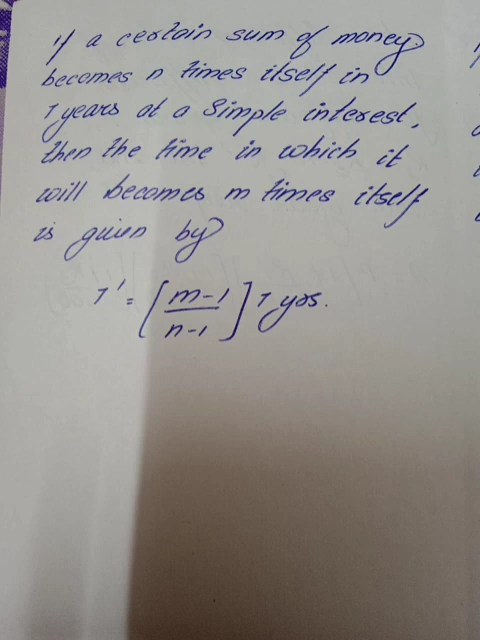 If a certain sum of money
becomes n times itself in
T years at a Simple interest,
then the time in which it
will becomes m times itself
is given by
T' = [m-1/n-1] T yrs.